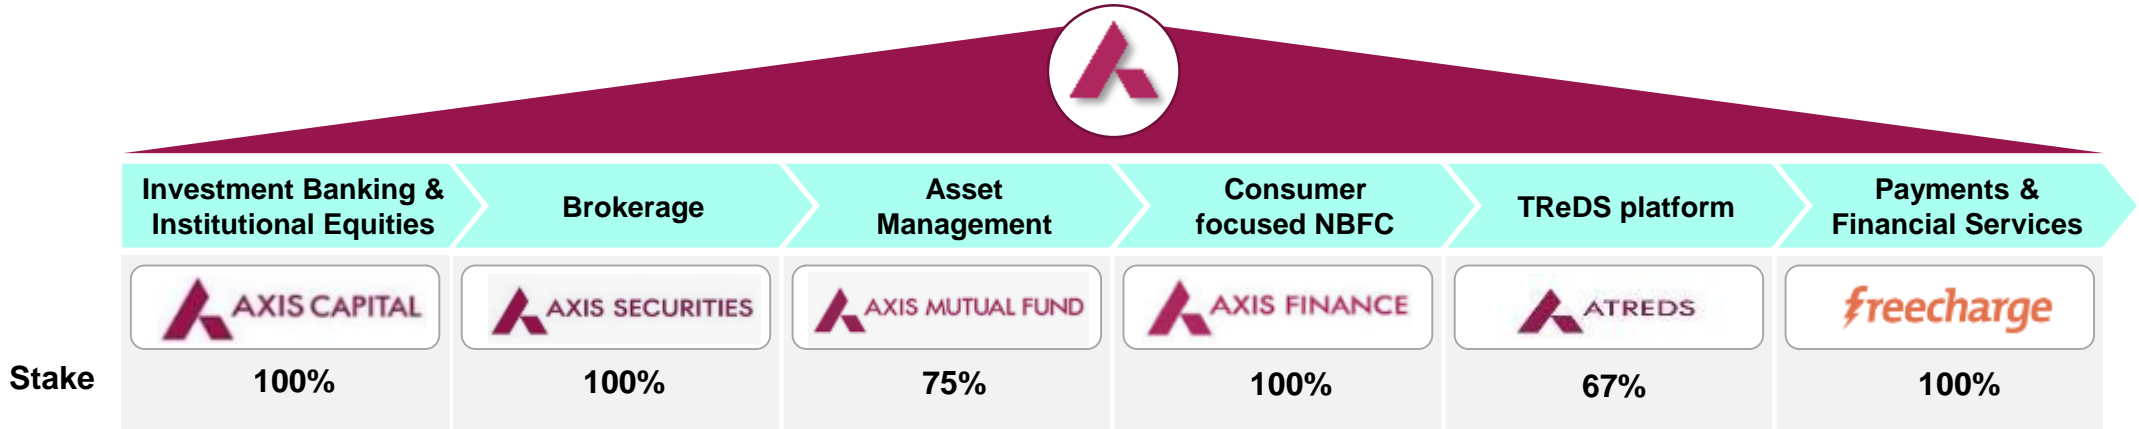 Investment Banking &
Institutional Equities
Brokerage
Asset
Management
Consumer
focused NBFC
TReDS platform
Payments &
Financial Services
AXIS CAPITAL
AXIS SECURITIES
AXIS MUTUAL FUND
AXIS FINANCE
ATREDS
freecharge
Stake
100%
100%
75%
100%
67%
100%